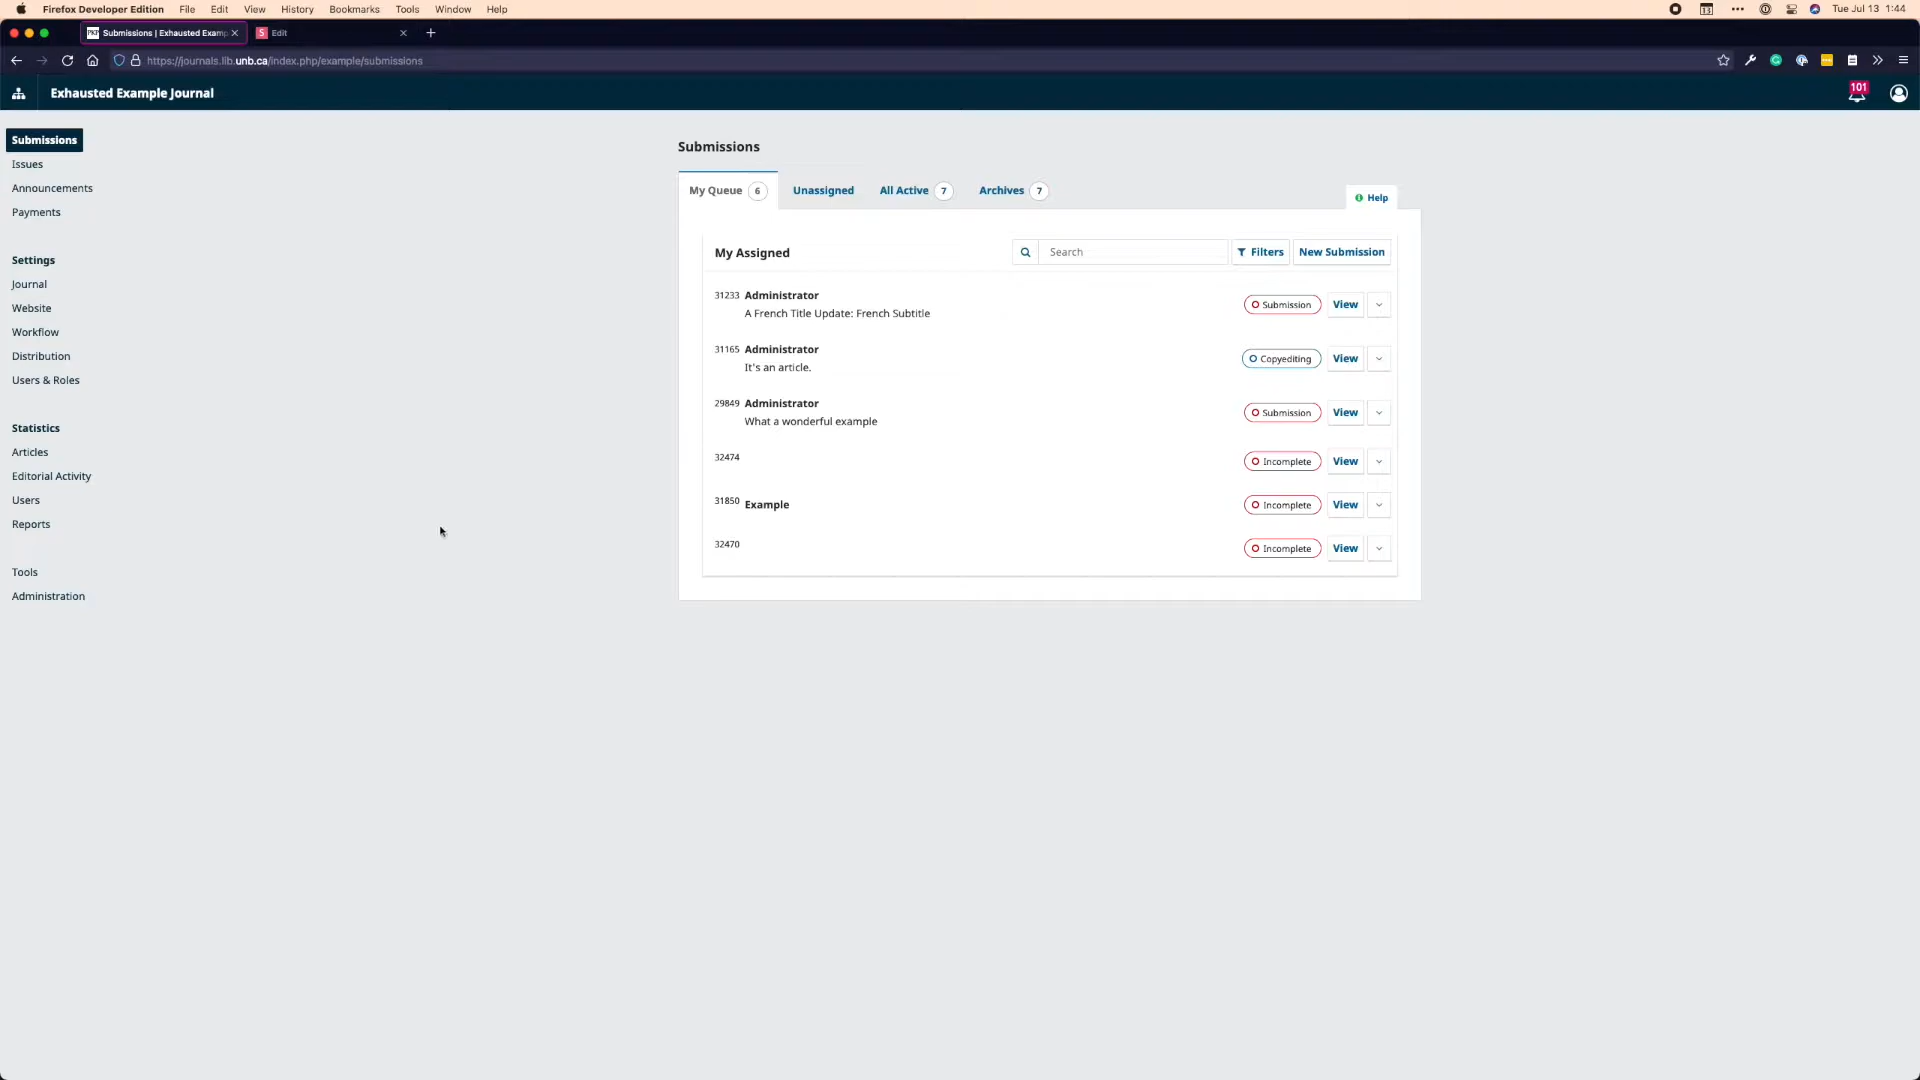 Firefox Developer Edition File Edit View History Bookmarks Tools Window Help
13 Tue Jul 13 1:44
PKP Submissions | Exhausted Examp
S Edit
https://journals.lib.unb.ca/index.php/example/submissions
Exhausted Example Journal
101
Submissions
Issues
Announcements
Payments
Settings
Journal
Website
Workflow
Distribution
Users & Roles
Statistics
Articles
Editorial Activity
Users
Reports
Tools
Administration
Submissions
My Queue 6 Unassigned All Active 7 Archives 7
Help
My Assigned
Search
Filters
New Submission
31233 Administrator
A French Title Update: French Subtitle
Submission View
31165 Administrator
It's an article.
Copyediting View
29849 Administrator
What a wonderful example
Submission View
32474
Incomplete View
31850 Example
Incomplete View
32470
Incomplete View